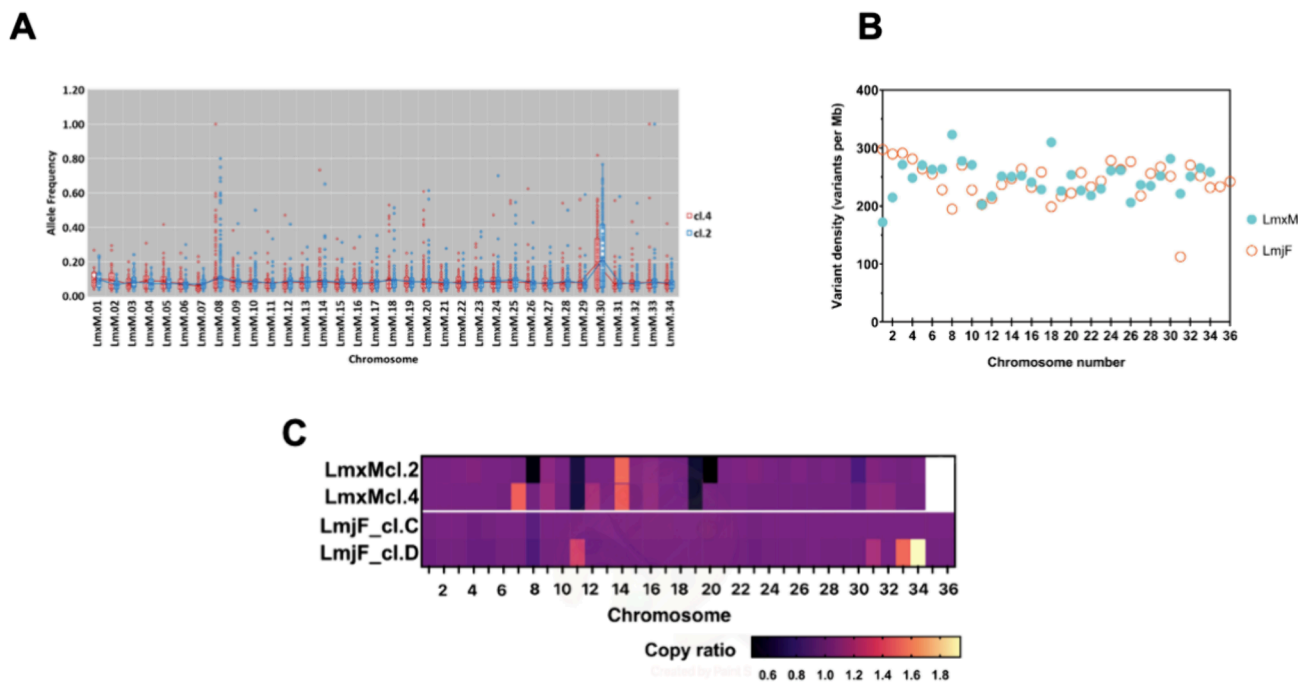 A
B
1.20
1.00
0.80
0.60
0.40
0.20
0.00
Allele Frequency
LmxM.01
LmxM.02
LmxM.03
LmxM.04
LmxM.05
LmxM.06
LmxM.07
LmxM.08
LmxM.09
LmxM.10
LmxM.11
LmxM.12
LmxM.13
LmxM.14
LmxM.15
LmxM.16
LmxM.17
LmxM.18
LmxM.19
LmxM.20
LmxM.21
LmxM.22
LmxM.23
LmxM.24
LmxM.25
LmxM.26
LmxM.27
LmxM.28
LmxM.29
LmxM.30
LmxM.31
LmxM.32
LmxM.33
LmxM.34
Chromosome
cl.4
cl.2
400
300
200
100
0
Variant density (variants per Mb)
2 4 6 8 10 12 14 16 18 20 22 24 26 28 30 32 34 36
Chromosome number
LmxM
LmjF
C
LmxMcl.2
LmxMcl.4
LmjF_cl.C
LmjF_cl.D
2 4 6 8 10 12 14 16 18 20 22 24 26 28 30 32 34 36
Chromosome
Copy ratio
0.6 0.8 1.0 1.2 1.4 1.6 1.8